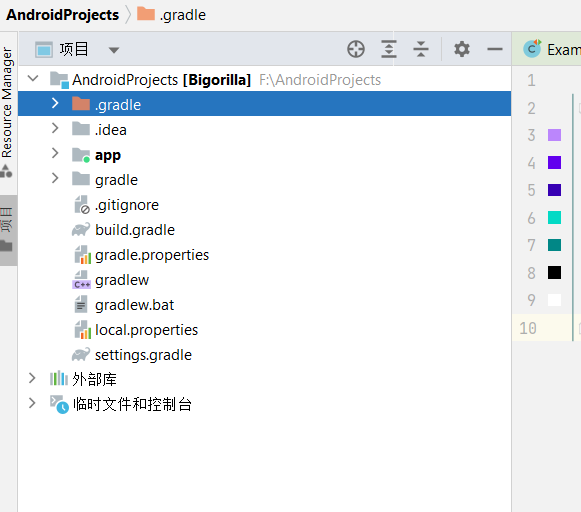 AndroidProjects .gradle
Resource Manager
项目
项目
Exam
AndroidProjects [Bigorilla] F:\AndroidProjects
.gradle
.idea
app
gradle
.gitignore
build.gradle
gradle.properties
C++
gradlew
gradlew.bat
local.properties
settings.gradle
外部库
临时文件和控制台
1
2
3
4
5
6
7
8
9
10